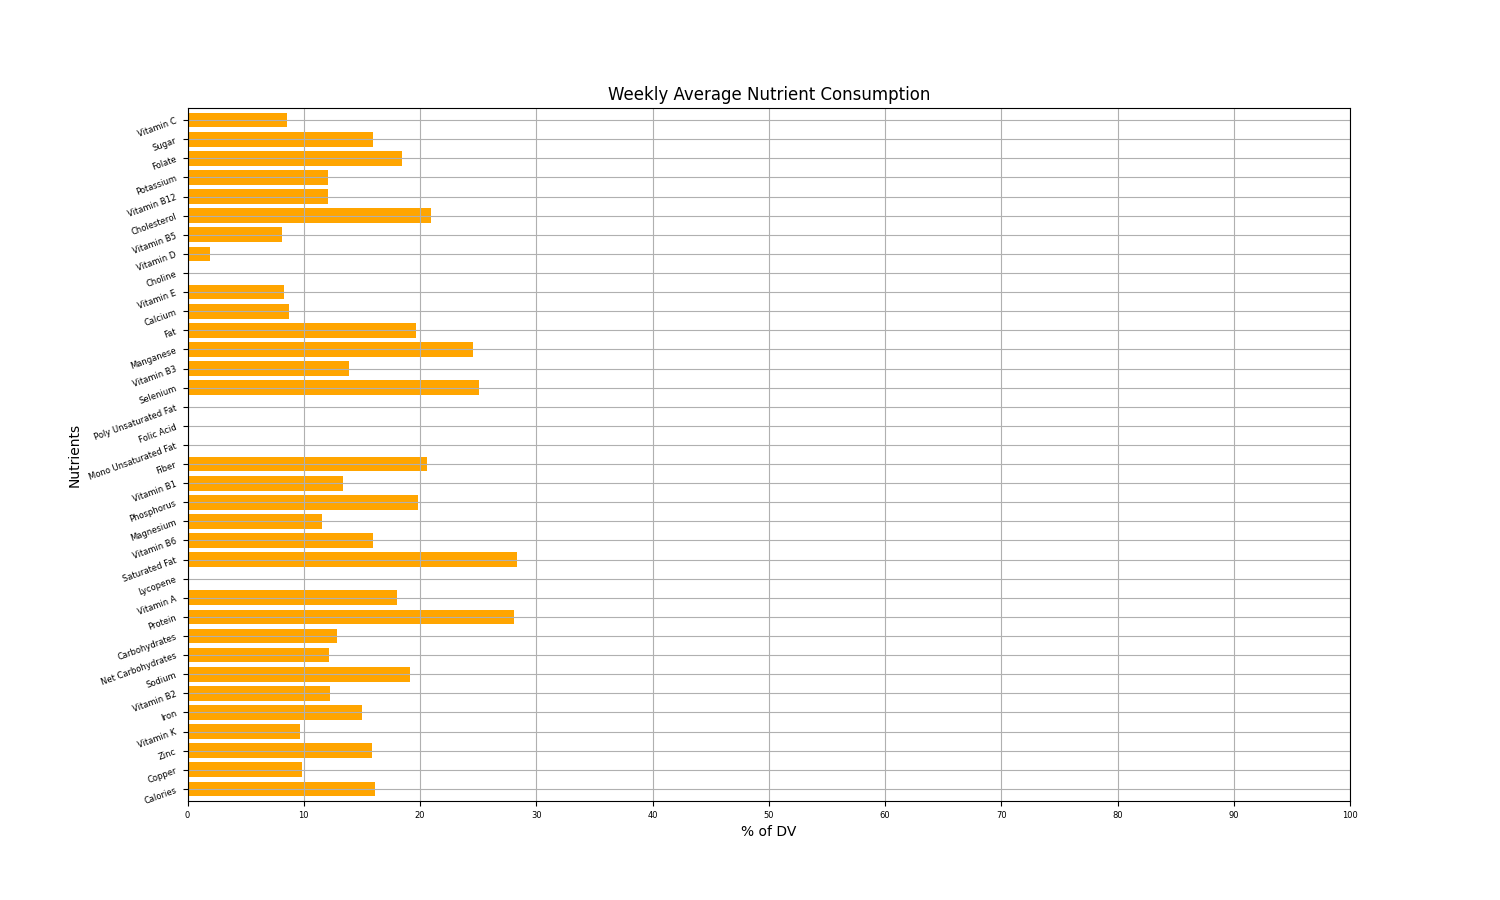 Weekly Average Nutrient Consumption
Vitamin C
Sugar
Folate
Potassium
Vitamin B12
Cholesterol
Vitamin B5
Vitamin D
Choline
Vitamin E
Calcium
Fat
Manganese
Vitamin B3
Selenium
Poly Unsaturated Fat
Folic Acid
Mono Unsaturated Fat
Fiber
Vitamin B1
Phosphorus
Magnesium
Vitamin B6
Saturated Fat
Lycopene
Vitamin A
Protein
Carbohydrates
Net Carbohydrates
Sodium
Vitamin B2
Iron
Vitamin K
Zinc
Copper
Calories
Nutrients
0 10 20 30 40 50 60 70 80 90 100
% of DV